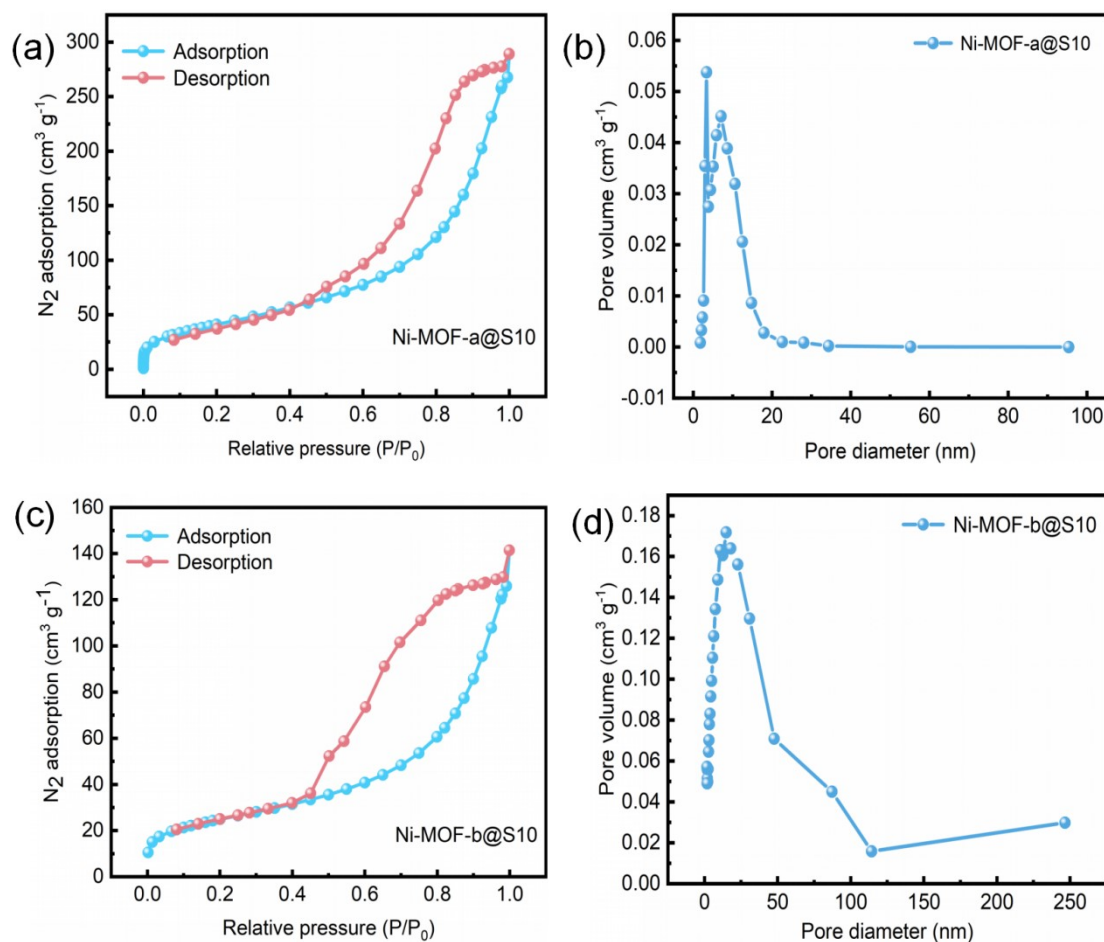 (a)
300
250
200
150
100
50
0
N₂ adsorption (cm³ g⁻¹)
Adsorption
Desorption
Ni-MOF-a@S10
0.0 0.2 0.4 0.6 0.8 1.0
Relative pressure (P/P₀)
(b)
0.06
0.05
0.04
0.03
0.02
0.01
0.00
-0.01
Pore volume (cm³ g⁻¹)
Ni-MOF-a@S10
0 20 40 60 80 100
Pore diameter (nm)
(c)
160
140
120
100
80
60
40
20
0
N₂ adsorption (cm³ g⁻¹)
Adsorption
Desorption
Ni-MOF-b@S10
0.0 0.2 0.4 0.6 0.8 1.0
Relative pressure (P/P₀)
(d)
0.18
0.16
0.14
0.12
0.10
0.08
0.06
0.04
0.02
0.00
Pore volume (cm³ g⁻¹)
Ni-MOF-b@S10
0 50 100 150 200 250
Pore diameter (nm)